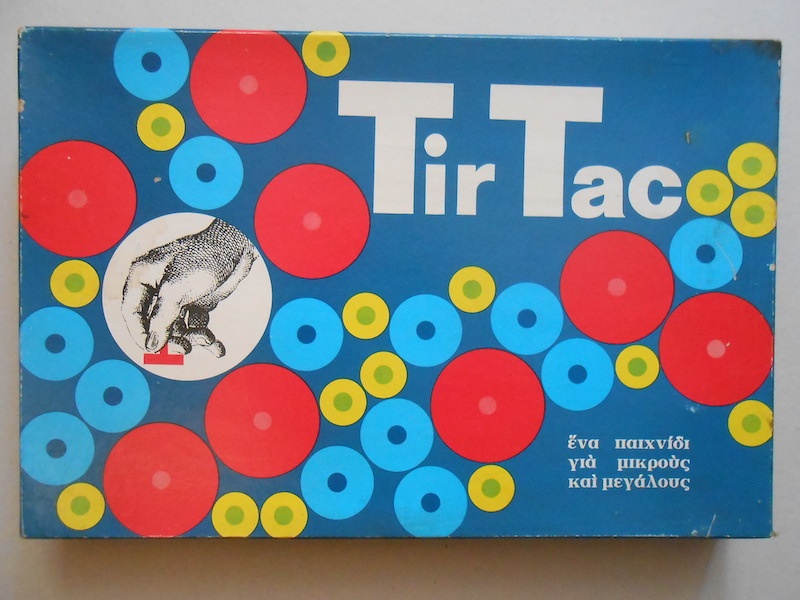 Tir Tac
ἕνα παιχνίδι
γιὰ μικροὺς
καὶ μεγάλους